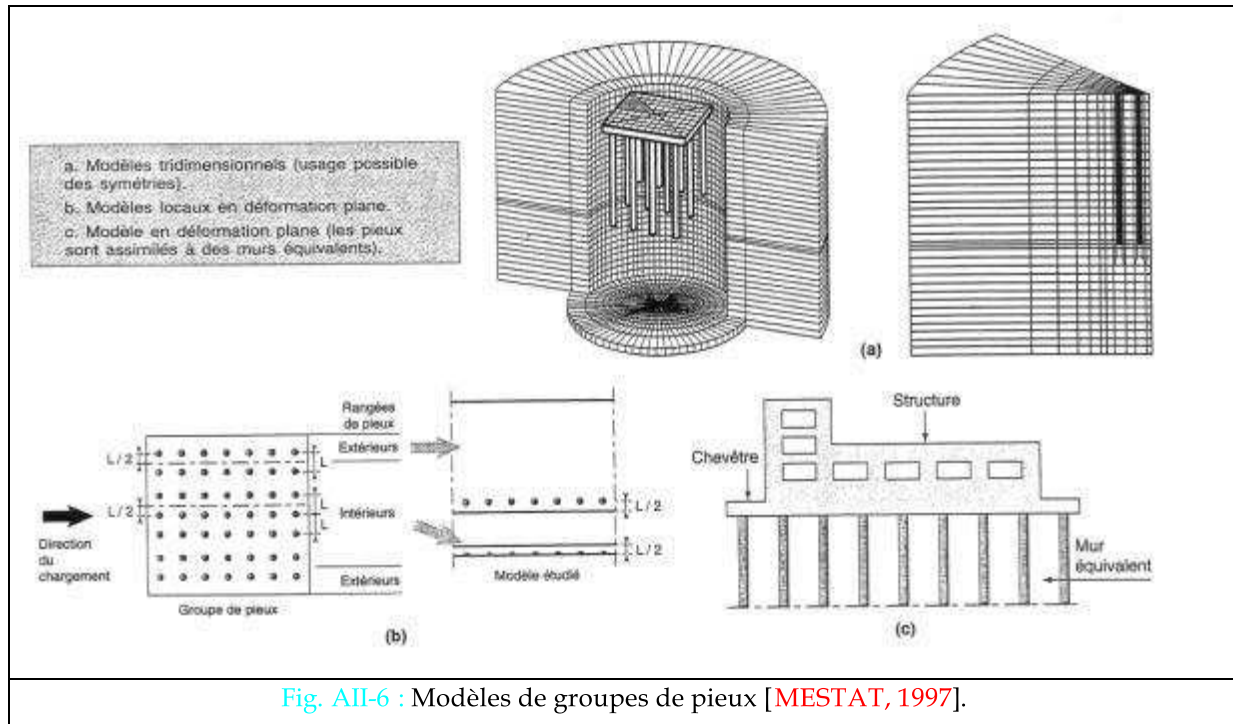 a. Modèles tridimensionnels (usage possible
des symétries).
b. Modèles locaux en déformation plane.
c. Modèle en déformation plane (les pieux
sont assimilés à des murs équivalents).
(a)
Rangées
de pieux
Extérieurs
L/2
L
L
L/2
Intérieurs
L
Direction
du
chargement
Extérieurs
Groupe de pieux
L/2
L/2
Modèle étudié
(b)
Structure
Chevêtre
Mur
équivalent
(c)
Fig. AII-6 : Modèles de groupes de pieux [MESTAT, 1997].